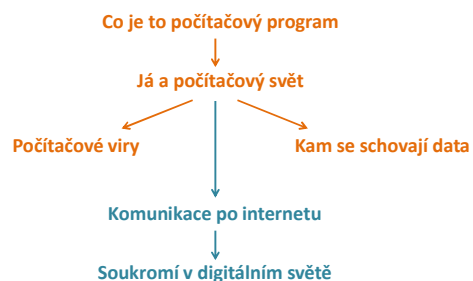 Co je to počítačový program
Já a počítačový svět
Počítačové viry
Kam se schovají data
Komunikace po internetu
Soukromí v digitálním světě